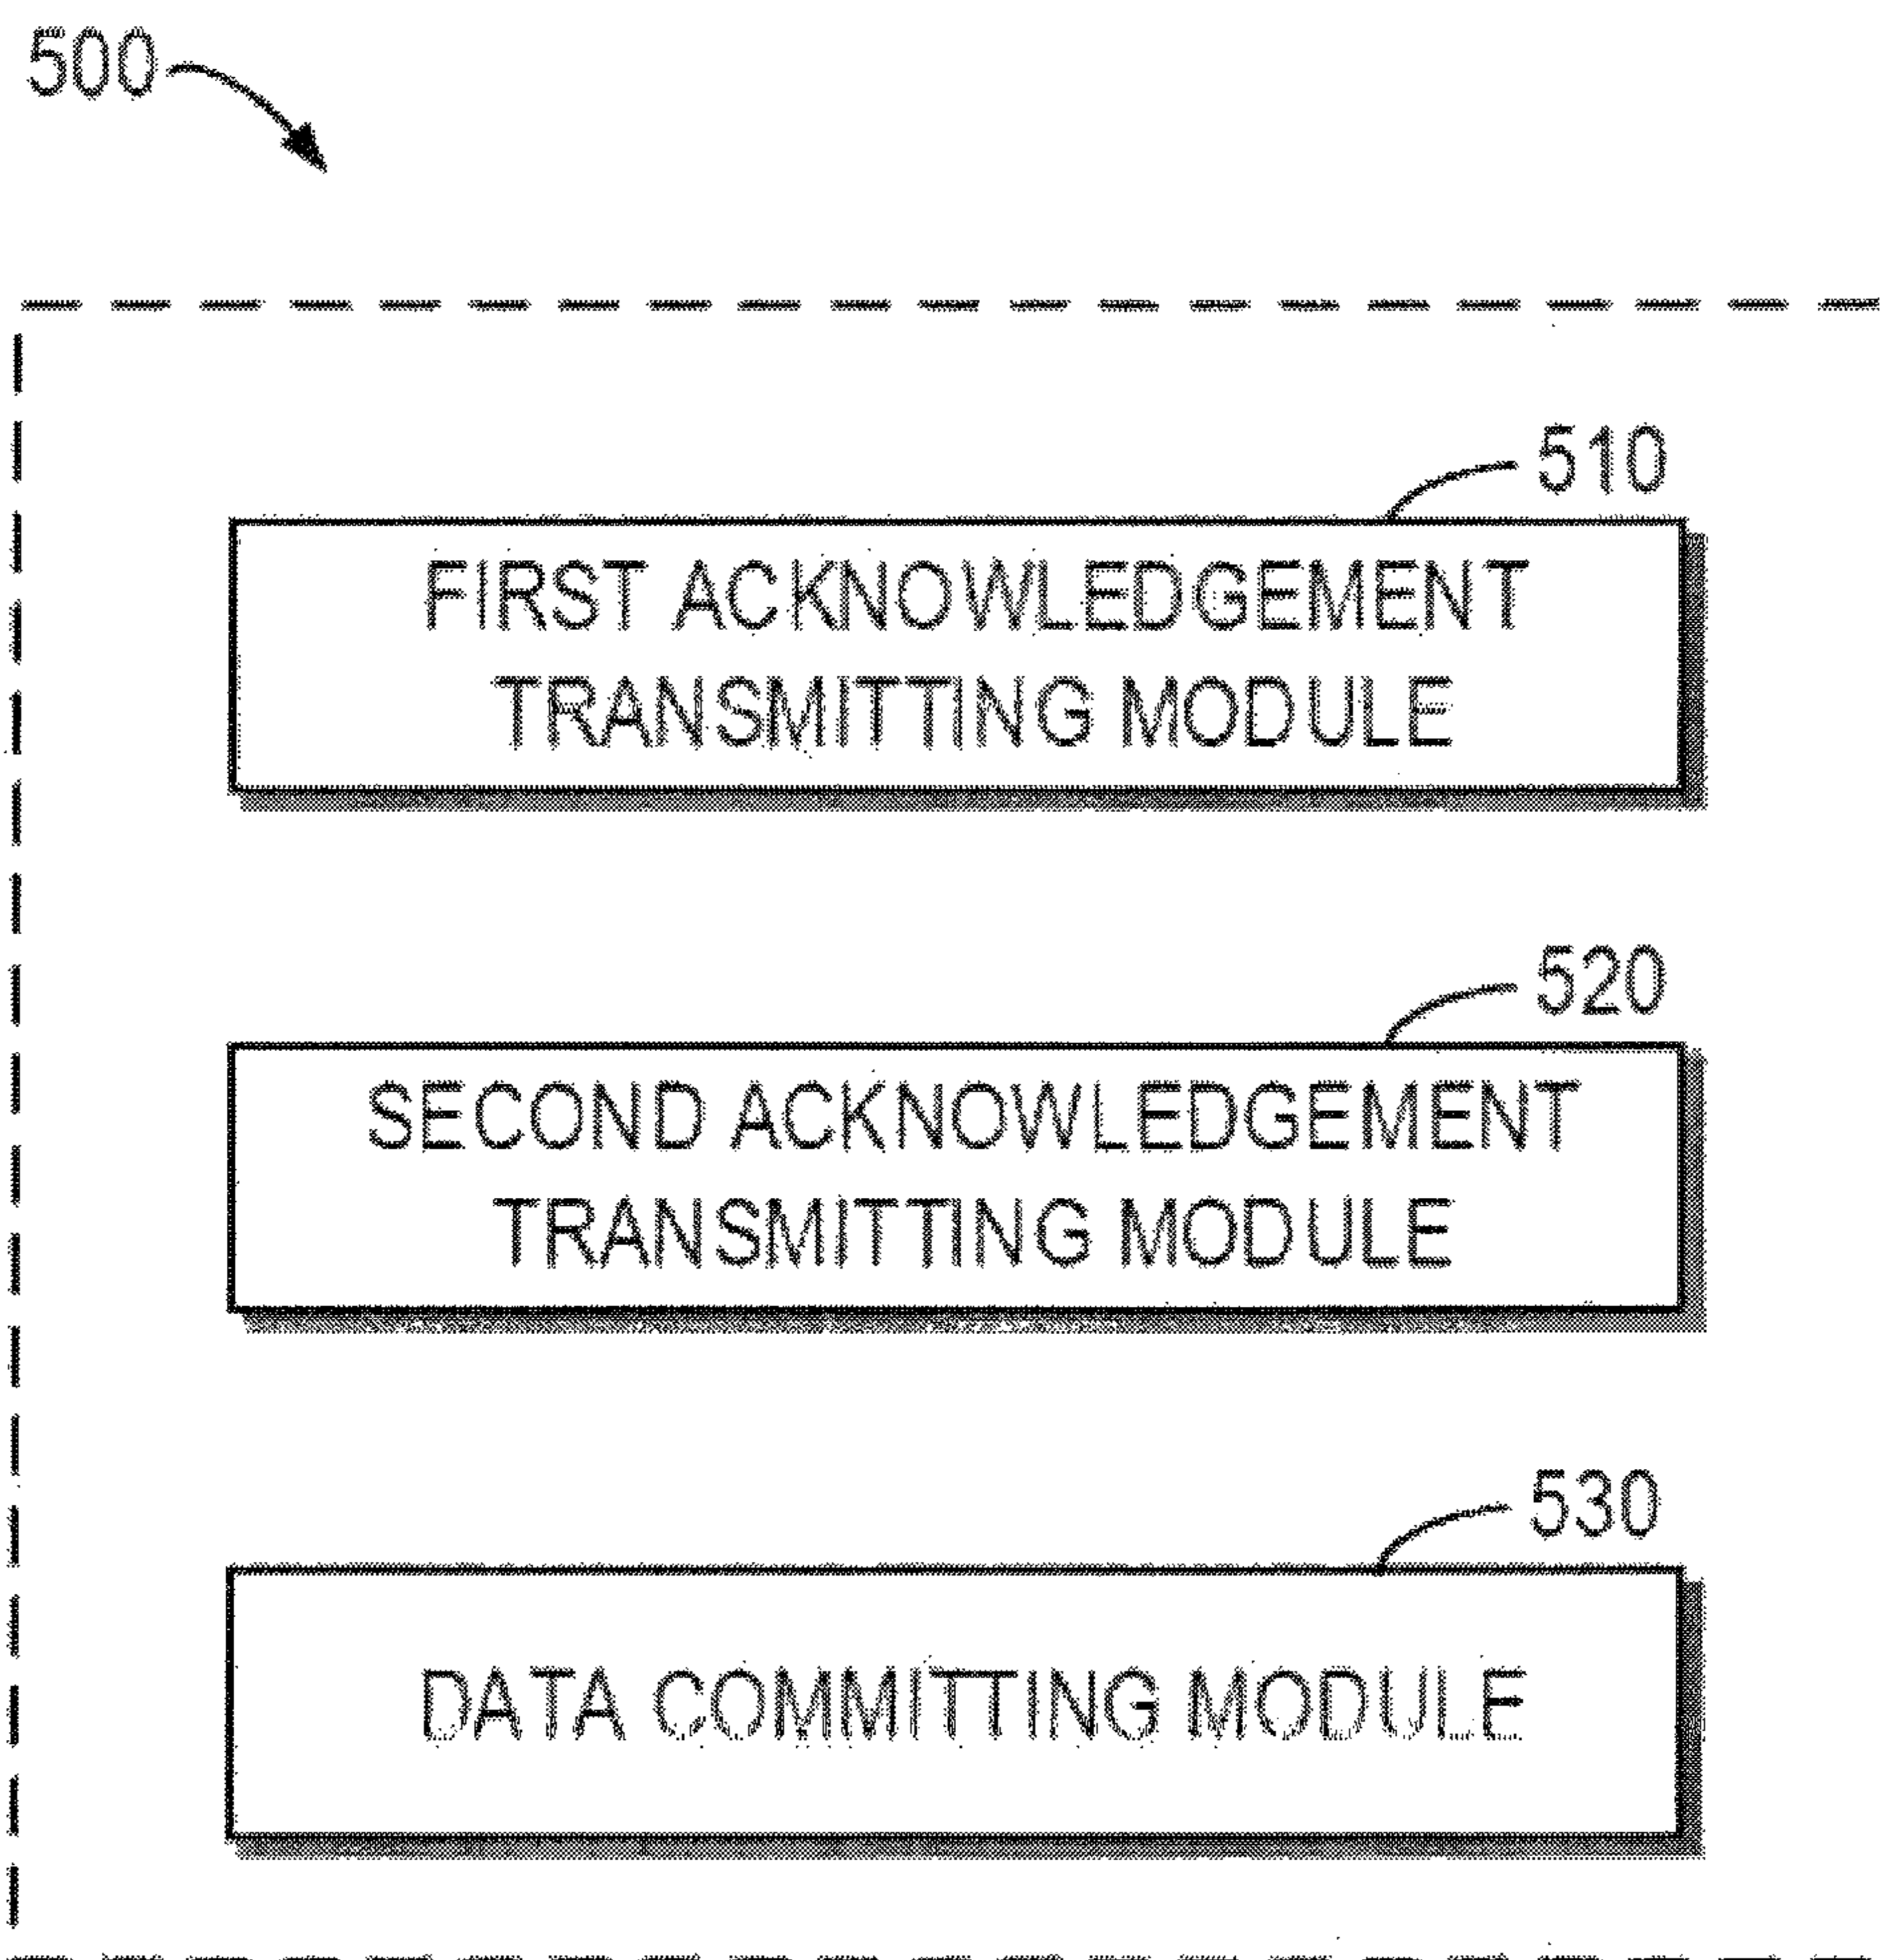 500
510
FIRST ACKNOWLEDGEMENT
TRANSMITTING MODULE
520
SECOND ACKNOWLEDGEMENT
TRANSMITTING MODULE
530
DATA COMMITTING MODULE